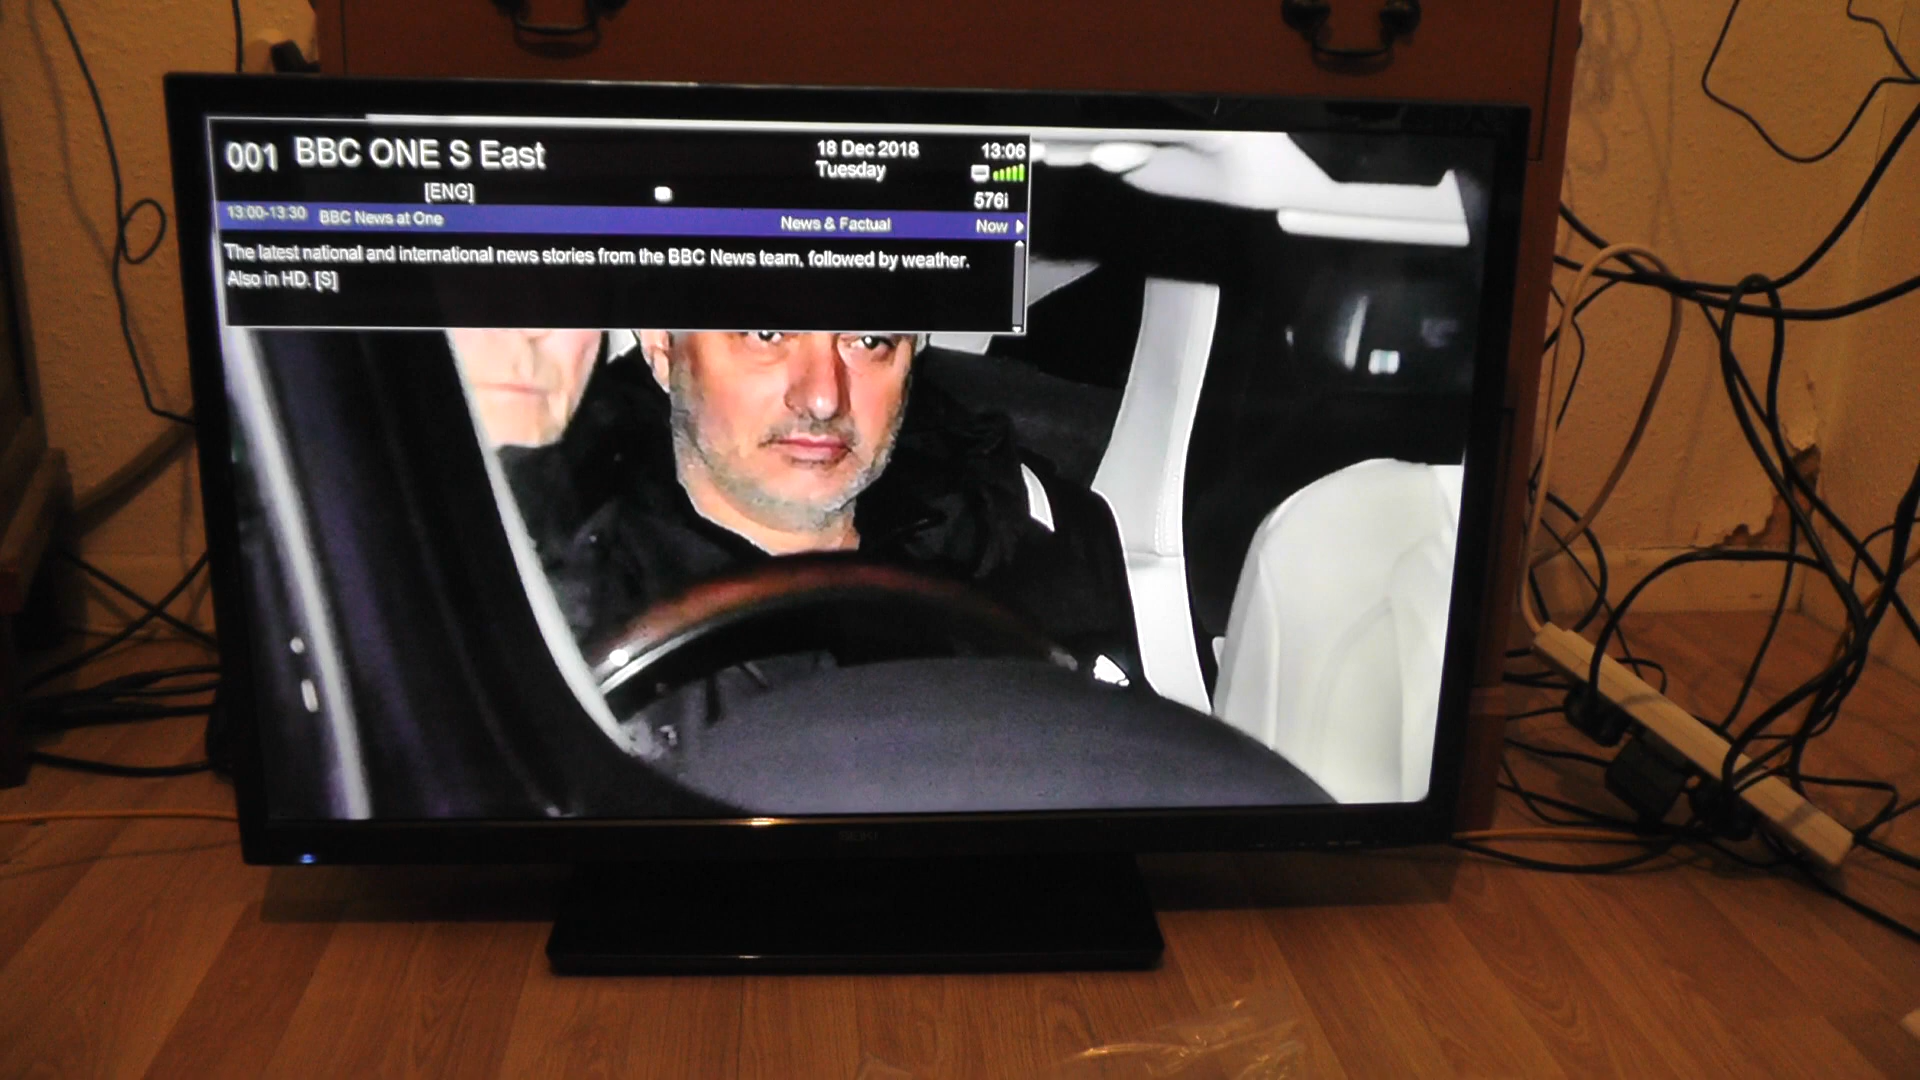 001 BBC ONE S East 18 Dec 2018 13:06
Tuesday
[ENG]
576i
13:00-13:30 BBC News at One News & Factual Now
The latest national and international news stories from the BBC News team, followed by weather.
Also in HD. [S]
SEIKI